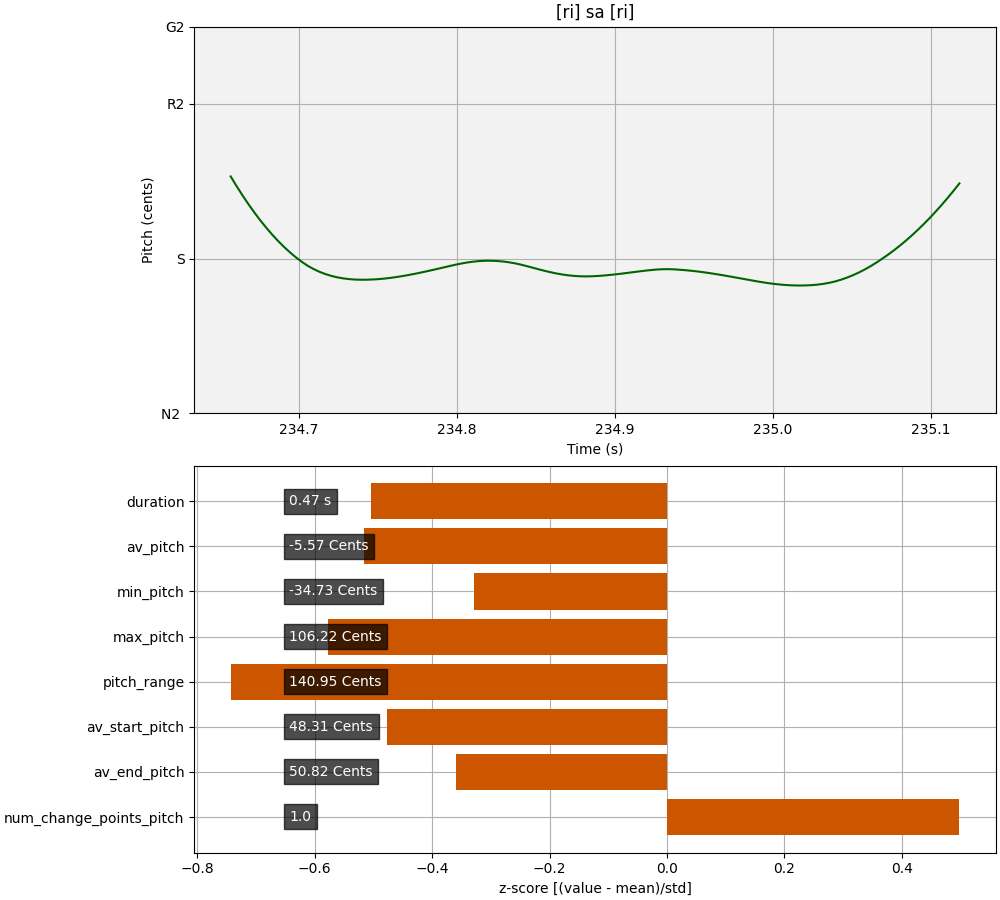 [ri] sa [ri]
G2
R2
S
N2
Pitch (cents)
234.7 234.8 234.9 235.0 235.1
Time (s)
duration 0.47 s
av_pitch -5.57 Cents
min_pitch -34.73 Cents
max_pitch 106.22 Cents
pitch_range 140.95 Cents
av_start_pitch 48.31 Cents
av_end_pitch 50.82 Cents
num_change_points_pitch 1.0
−0.8 −0.6 −0.4 −0.2 0.0 0.2 0.4
z-score [(value - mean)/std]